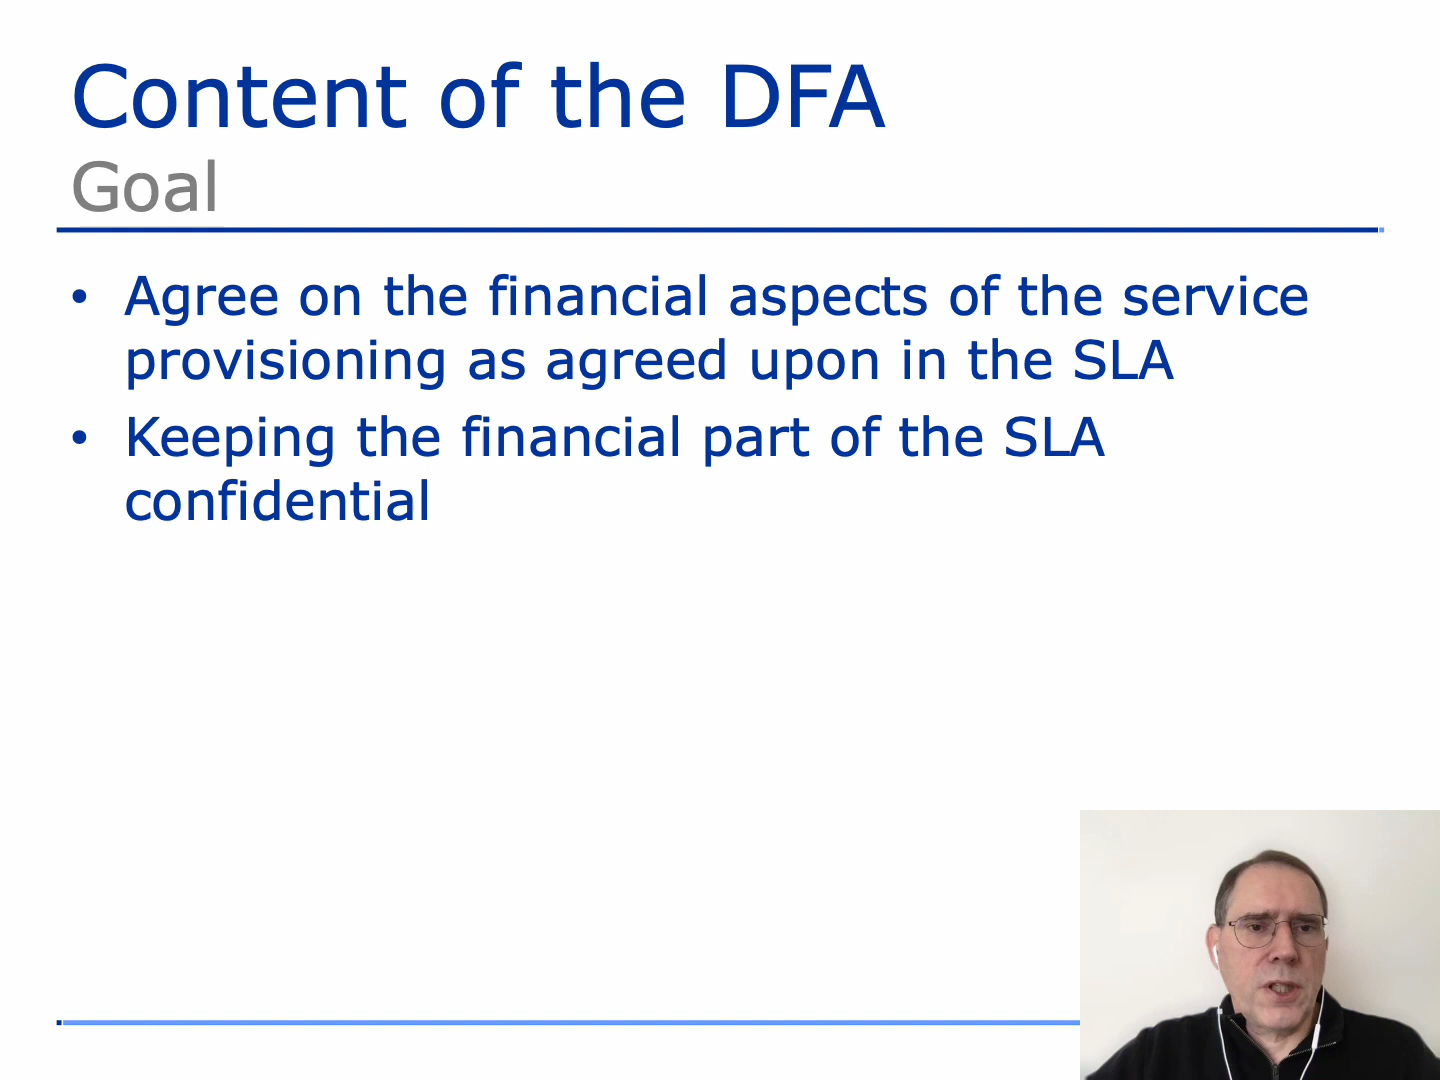 Content of the DFA
Goal
• Agree on the financial aspects of the service
provisioning as agreed upon in the SLA
• Keeping the financial part of the SLA
confidential